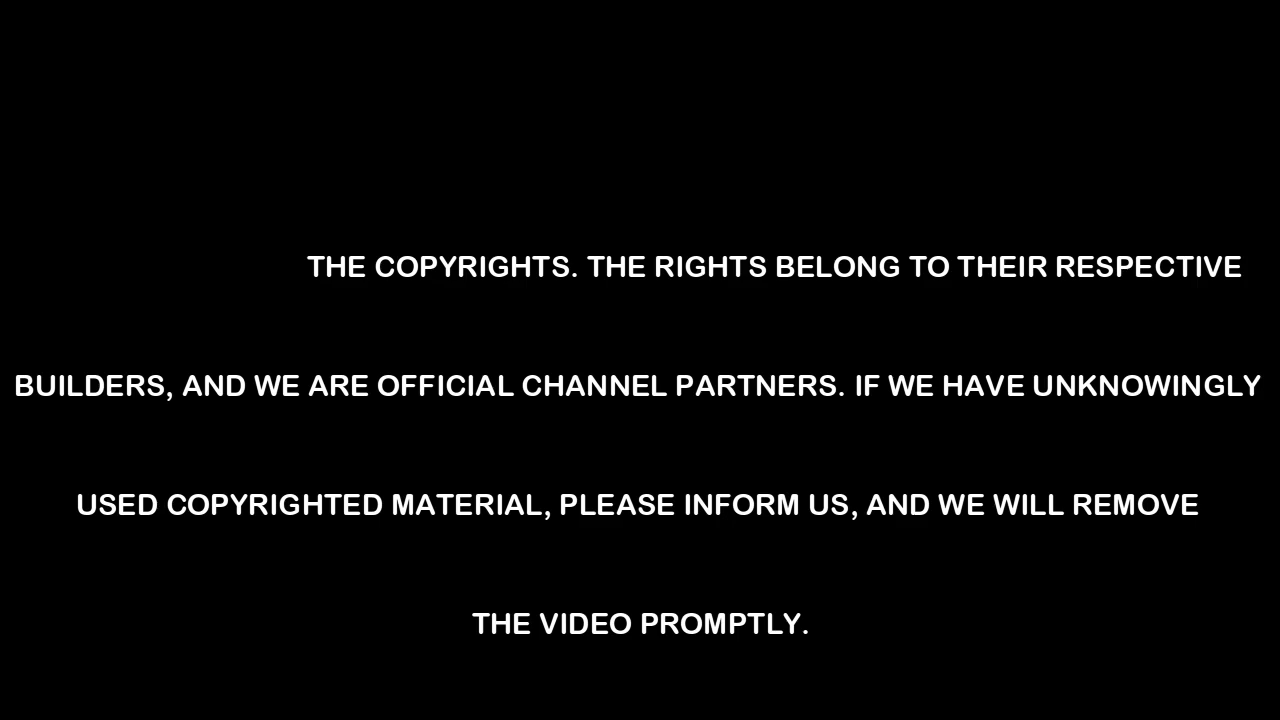 THE COPYRIGHTS. THE RIGHTS BELONG TO THEIR RESPECTIVE
BUILDERS, AND WE ARE OFFICIAL CHANNEL PARTNERS. IF WE HAVE UNKNOWINGLY
USED COPYRIGHTED MATERIAL, PLEASE INFORM US, AND WE WILL REMOVE
THE VIDEO PROMPTLY.